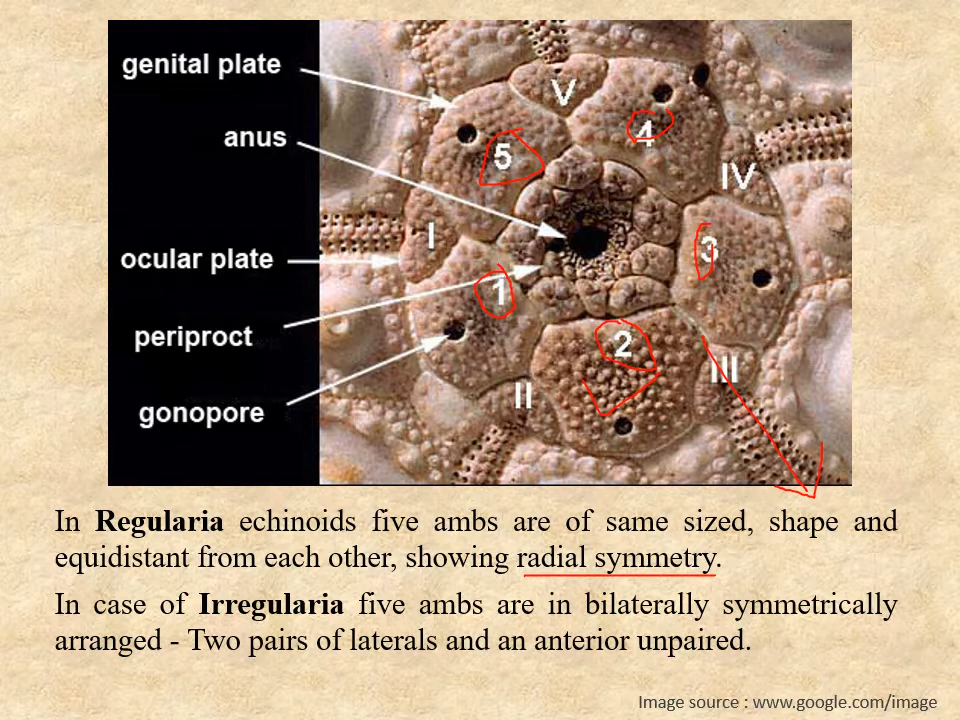 genital plate
V
anus
4
5
IV
I
3
ocular plate
1
periproct
2
III
II
gonopore
In Regularia echinoids five ambs are of same sized, shape and
equidistant from each other, showing radial symmetry.
In case of Irregularia five ambs are in bilaterally symmetrically
arranged - Two pairs of laterals and an anterior unpaired.
Image source : www.google.com/image